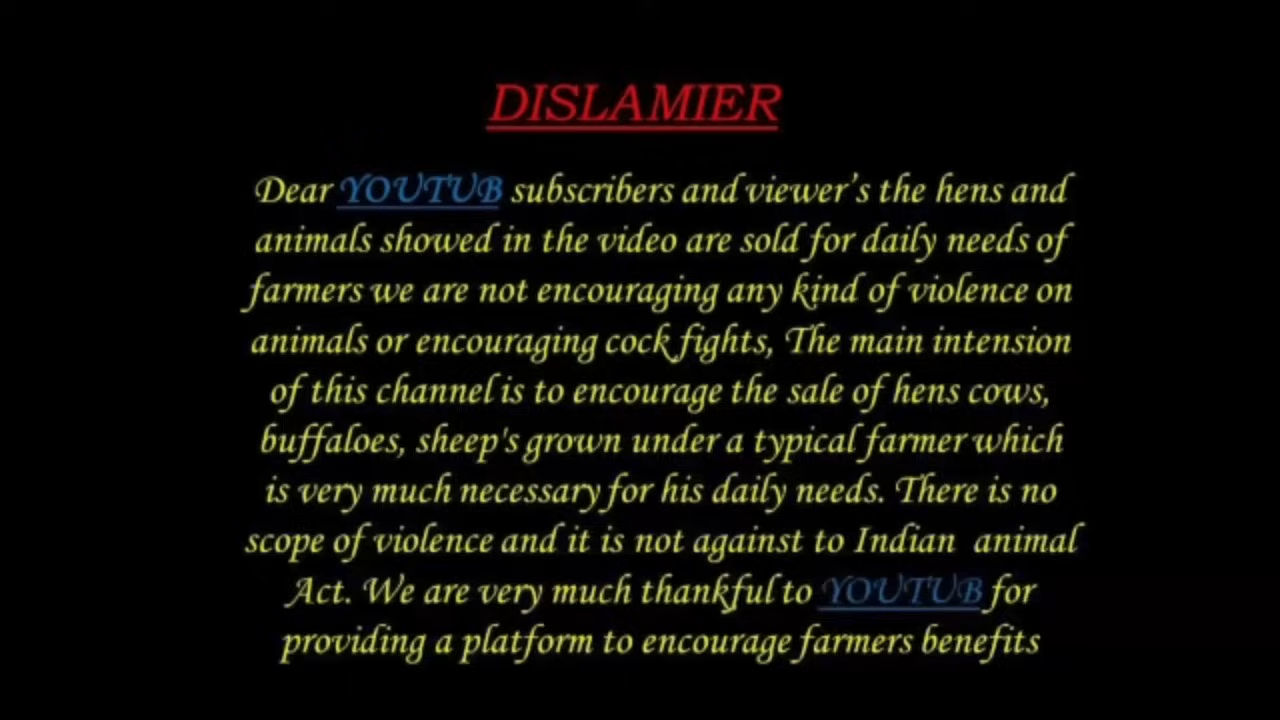 DISLAMIER
Dear YOUTUB subscribers and viewer's the hens and
animals showed in the video are sold for daily needs of
farmers we are not encouraging any kind of violence on
animals or encouraging cock fights, The main intension
of this channel is to encourage the sale of hens cows,
buffaloes, sheep's grown under a typical farmer which
is very much necessary for his daily needs. There is no
scope of violence and it is not against to Indian animal
Act. We are very much thankful to YOUTUB for
providing a platform to encourage farmers benefits